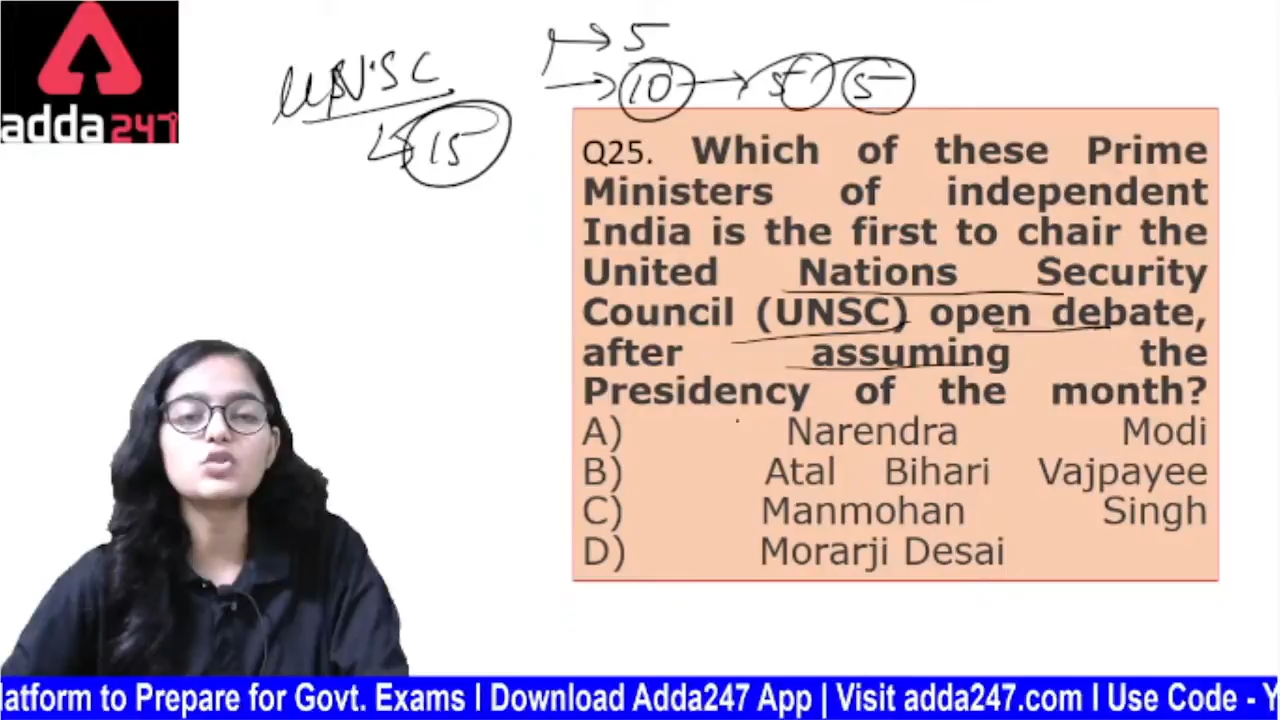 adda247
UNSC
15
5
10 5 5
Q25. Which of these Prime
Ministers of independent
India is the first to chair the
United Nations Security
Council (UNSC) open debate,
after assuming the
Presidency of the month?
A) Narendra Modi
B) Atal Bihari Vajpayee
C) Manmohan Singh
D) Morarji Desai
latform to Prepare for Govt. Exams I Download Adda247 App | Visit adda247.com I Use Code - Y